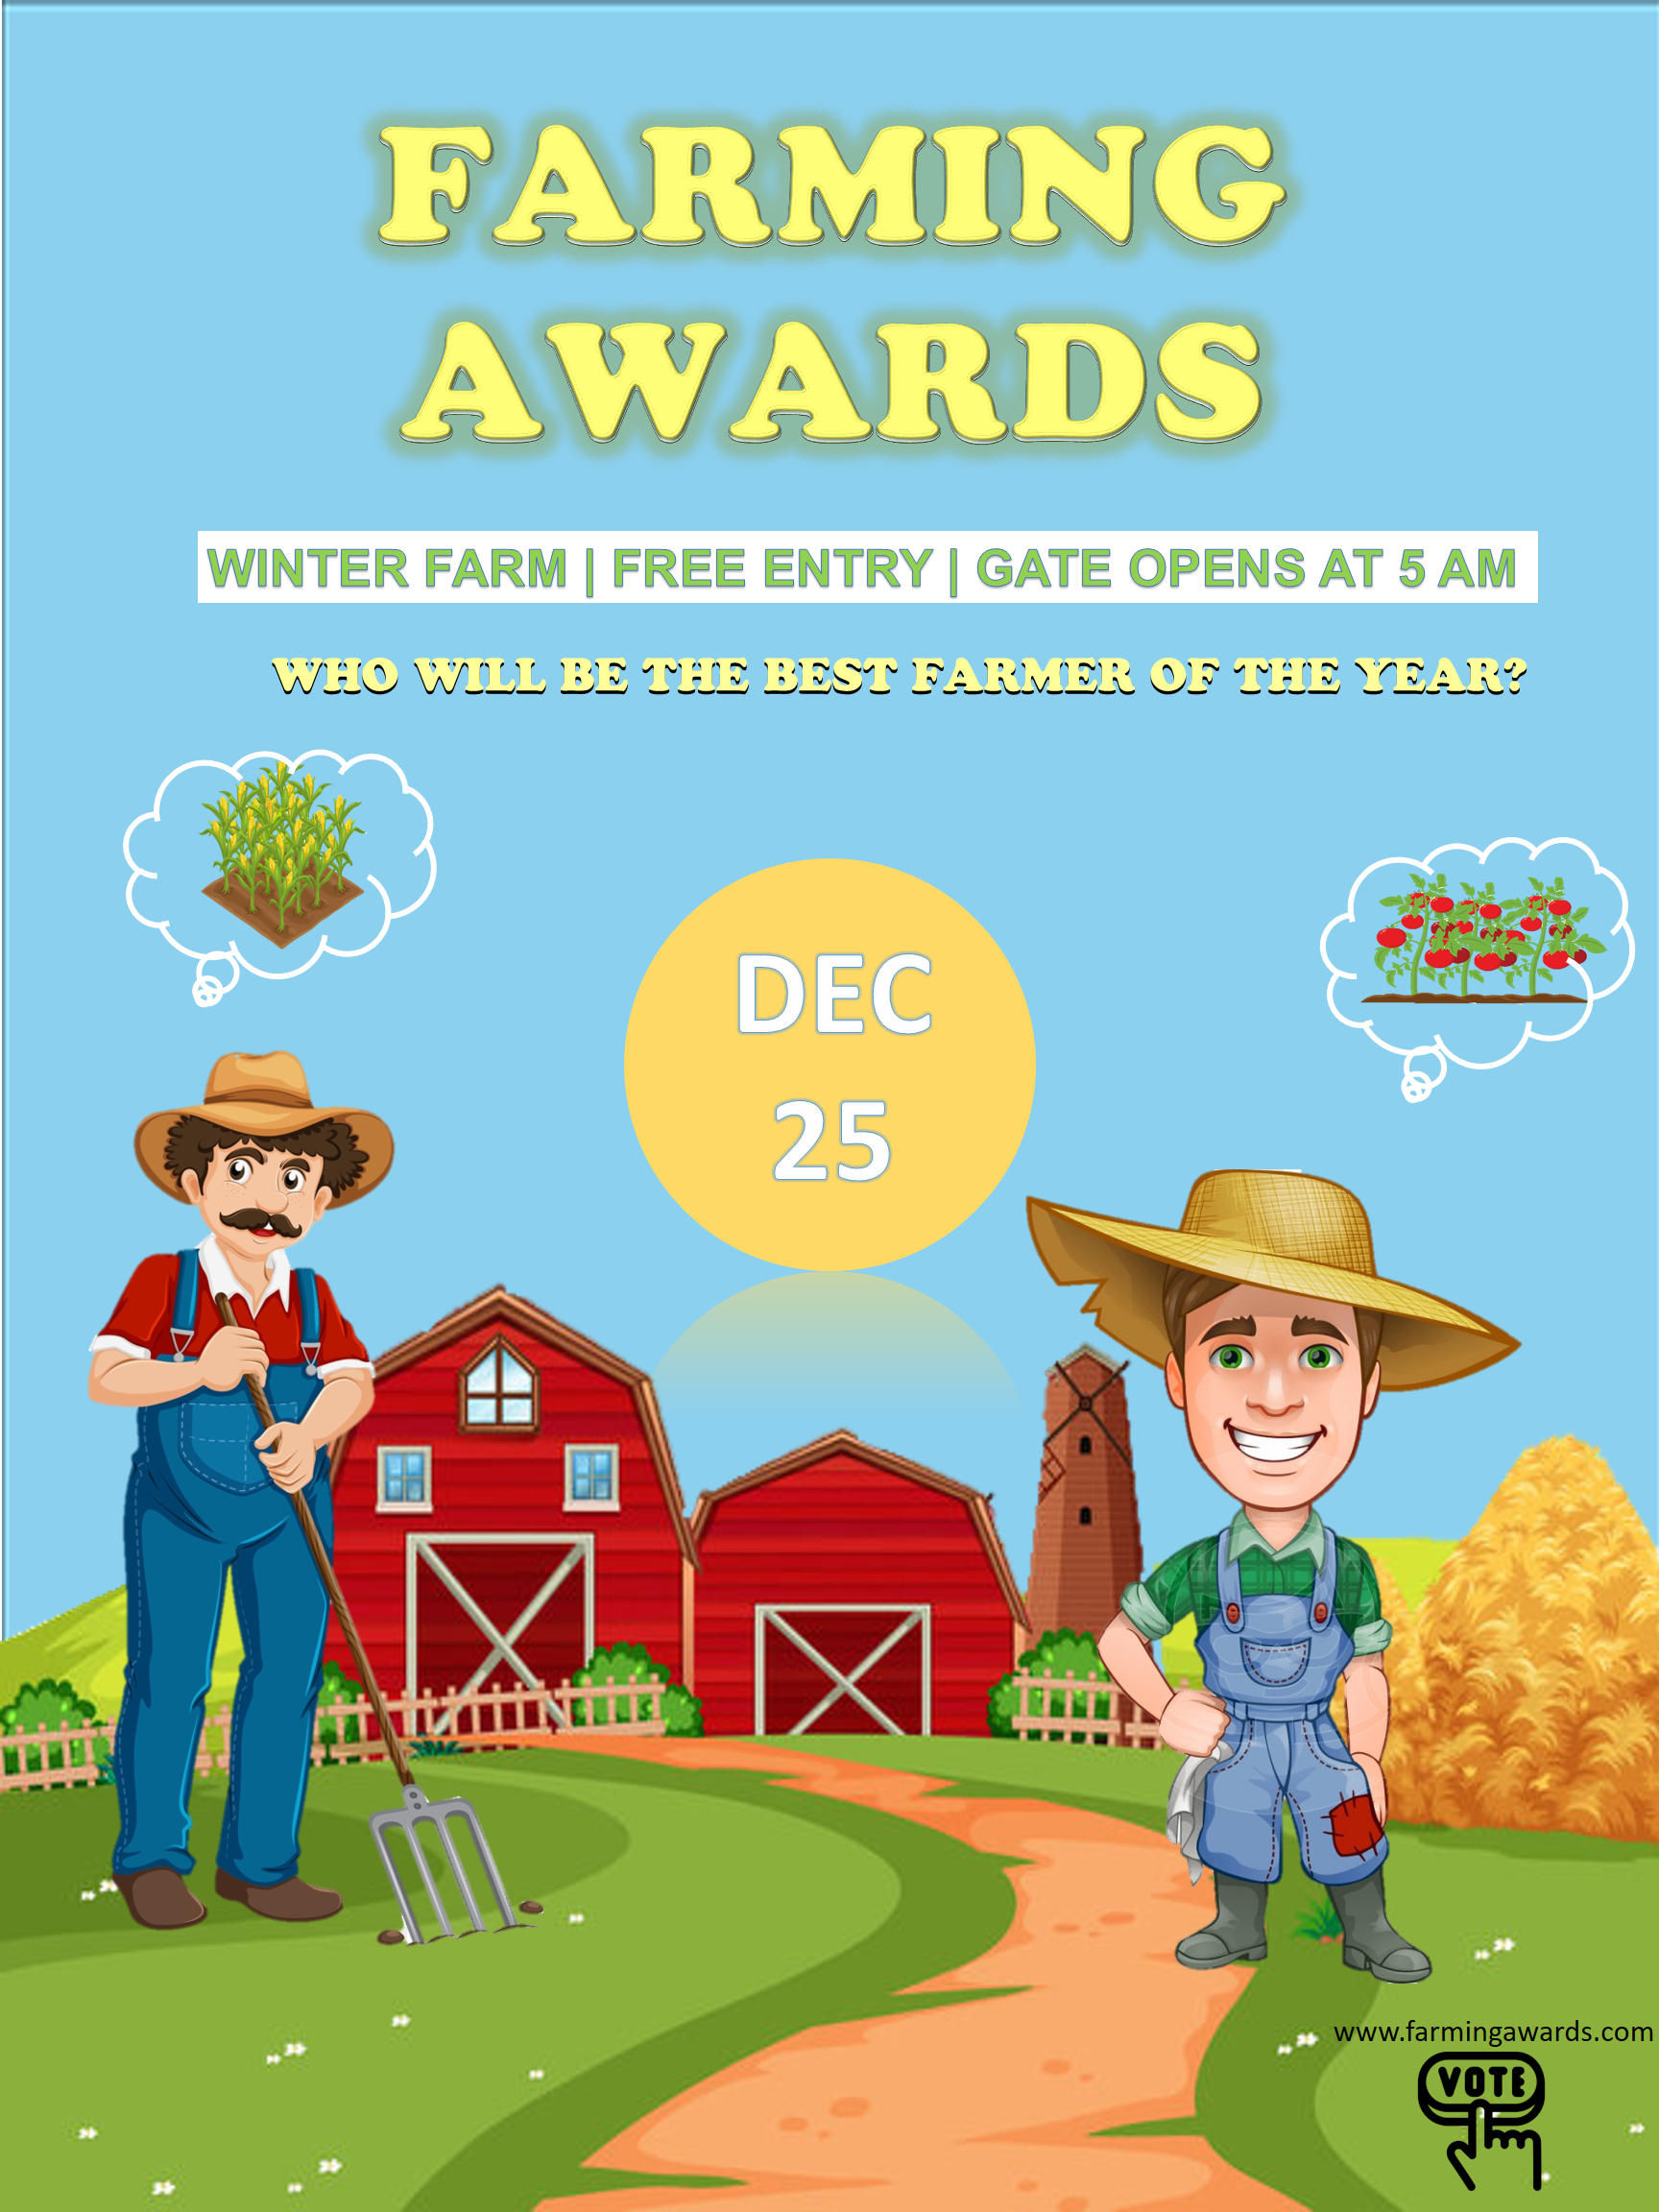 FARMING
AWARDS
WINTER FARM | FREE ENTRY | GATE OPENS AT 5 AM
WHO WILL BE THE BEST FARMER OF THE YEAR?
DEC
25
www.farmingawards.com
VOTE